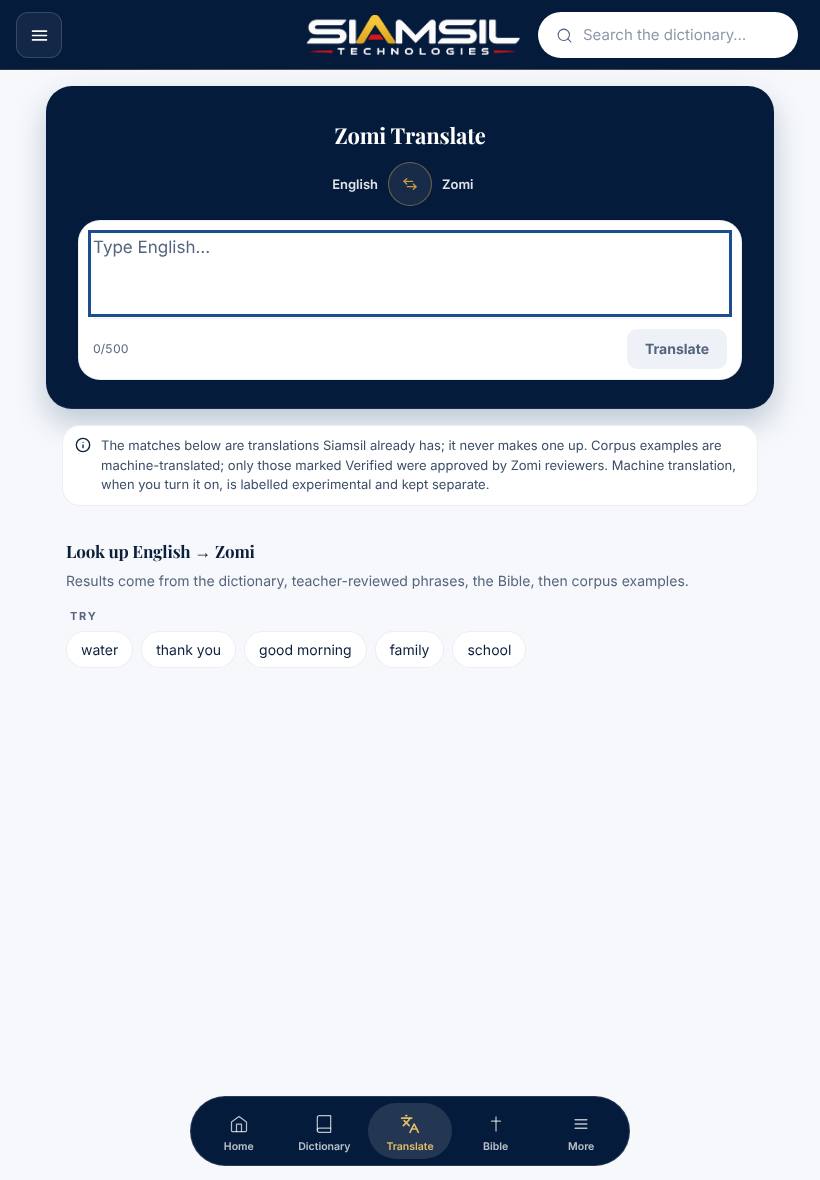 SIAMSIL
TECHNOLOGIES
Search the dictionary...
Zomi Translate
English
Zomi
Type English...
0/500
Translate
The matches below are translations Siamsil already has; it never makes one up. Corpus examples are
machine-translated; only those marked Verified were approved by Zomi reviewers. Machine translation,
when you turn it on, is labelled experimental and kept separate.
Look up English → Zomi
Results come from the dictionary, teacher-reviewed phrases, the Bible, then corpus examples.
TRY
water
thank you
good morning
family
school
Home
Dictionary
Translate
Bible
More